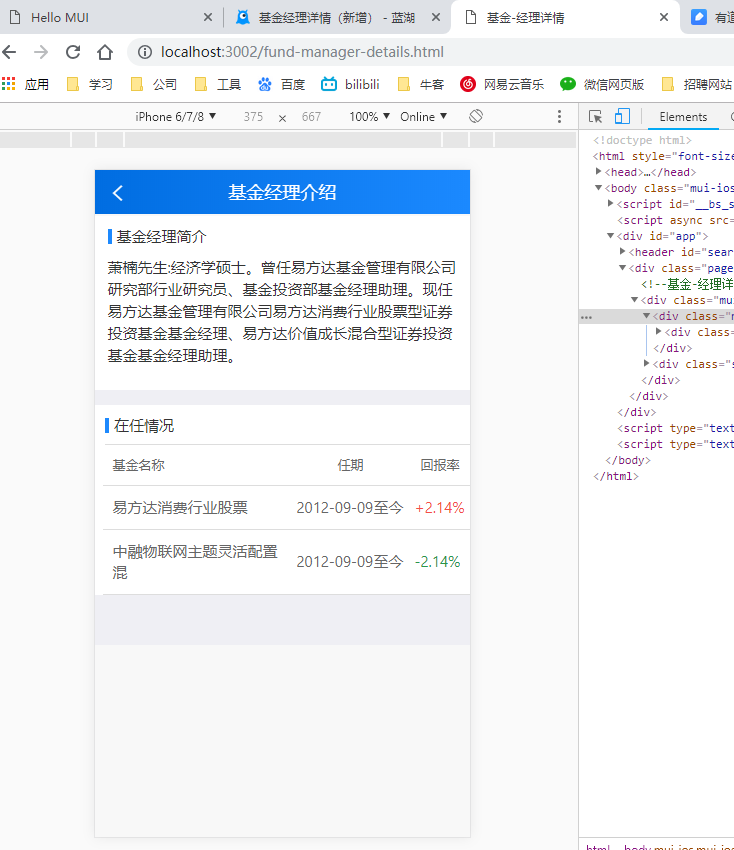 Hello MUI
基金经理详情（新增） - 蓝湖
基金-经理详情
有道
localhost:3002/fund-manager-details.html
应用 学习 公司 工具 百度 bilibili 牛客 网易云音乐 微信网页版 招聘网站
iPhone 6/7/8 ▼ 375 × 667 100% ▼ Online ▼
Elements
<!doctype html>
<html style="font-size
<head>…</head>
<body class="mui-ios
<script id="__bs_s
<script async src=
<div id="app">
<header id="sear
<div class="page
<!--基金-经理详
<div class="mui
<div class="m
<div clas
</div>
<div class="s
</div>
</div>
</div>
<script type="text
<script type="text
</body>
</html>
基金经理介绍
基金经理简介
萧楠先生:经济学硕士。曾任易方达基金管理有限公司
研究部行业研究员、基金投资部基金经理助理。现任
易方达基金管理有限公司易方达消费行业股票型证券
投资基金基金经理、易方达价值成长混合型证券投资
基金基金经理助理。
在任情况
基金名称 任期 回报率
易方达消费行业股票 2012-09-09至今 +2.14%
中融物联网主题灵活配置
混 2012-09-09至今 -2.14%
html body.mui-ios.mui-ios